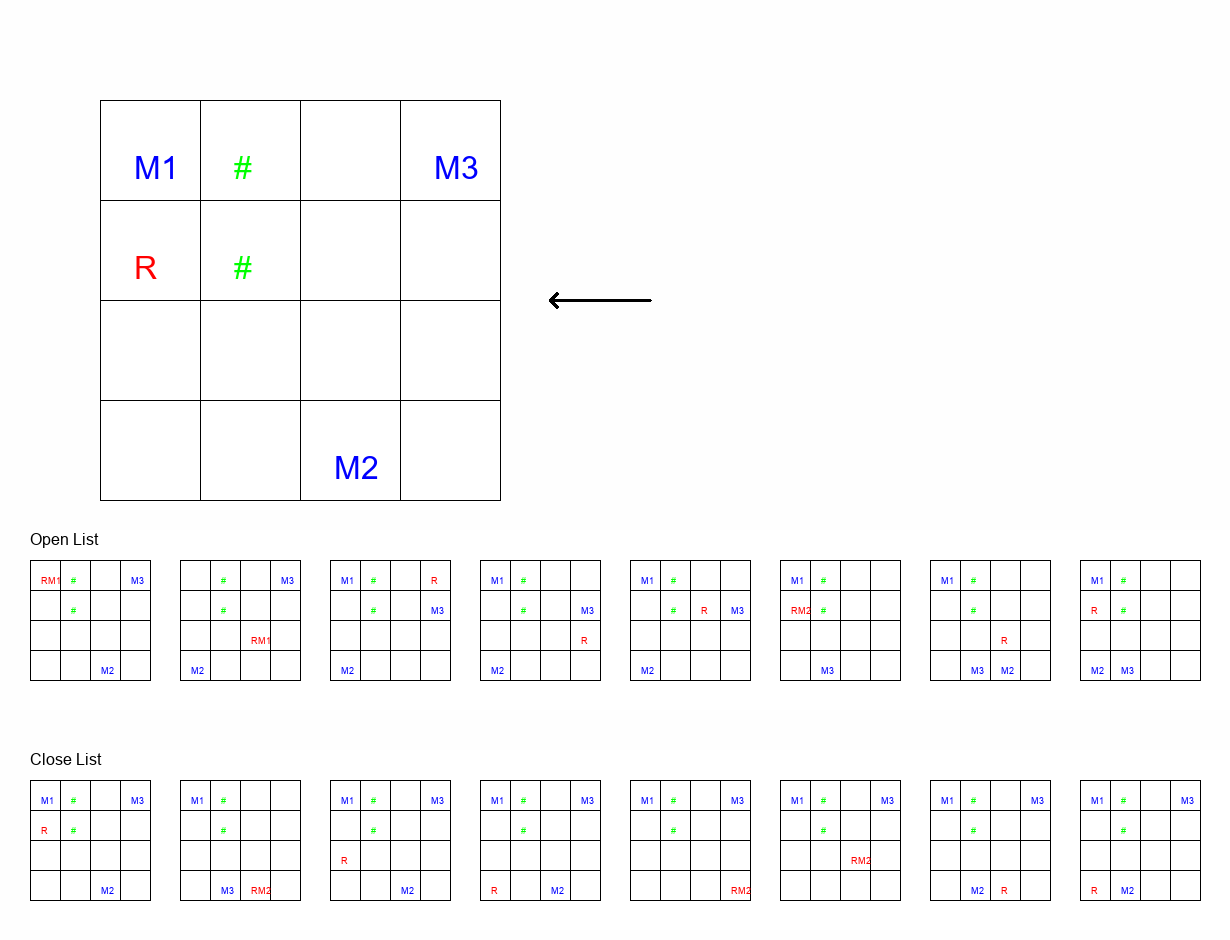 M1 # M3
R #
M2
Open List
RM1 # M3 # M3 M1 # R M1 # M1 # M1 # M1 # M1 #
# # # M3 # M3 # R M3 RM2 # # R #
RM1 R R
M2 M2 M2 M2 M2 M3 M3 M2 M2 M3
Close List
M1 # M3 M1 # M1 # M3 M1 # M3 M1 # M3 M1 # M3 M1 # M3 M1 # M3
R # # # # # # # #
R RM2
M2 M3 RM2 M2 R M2 RM2 M2 R R M2